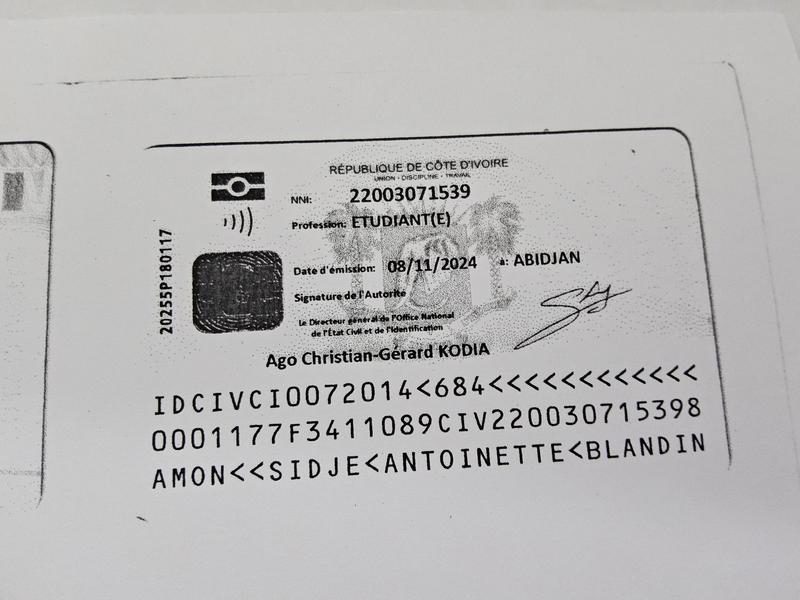 RÉPUBLIQUE DE CÔTE D'IVOIRE
UNION - DISCIPLINE - TRAVAIL
NNI: 22003071539
Profession: ETUDIANT(E)
20255P180117
Date d'émission: 08/11/2024 à: ABIDJAN
Signature de l'Autorité
Le Directeur général de l'Office National
de l'État Civil et de l'Identification
Ago Christian-Gérard KODIA
IDCIVCI0072014<684<<<<<<<<<<<<
0001177F3411089CIV220030715398
AMON<<SIDJE<ANTOINETTE<BLANDIN